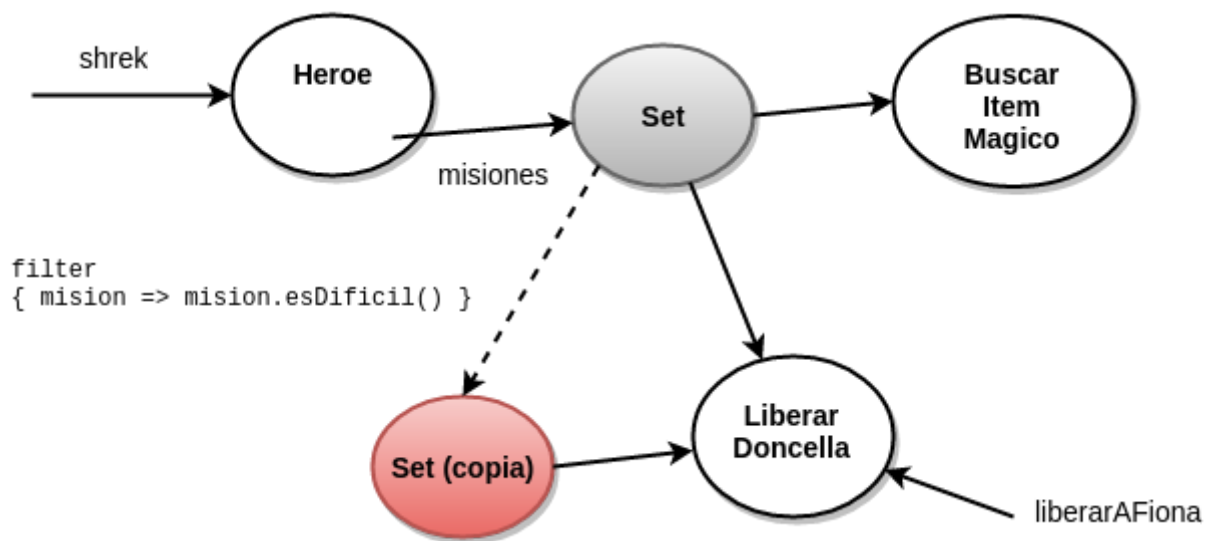 shrek
Heroe
misiones
Set
Buscar
Item
Magico
filter
{ mision => mision.esDificil() }
Set (copia)
Liberar
Doncella
liberarAFiona